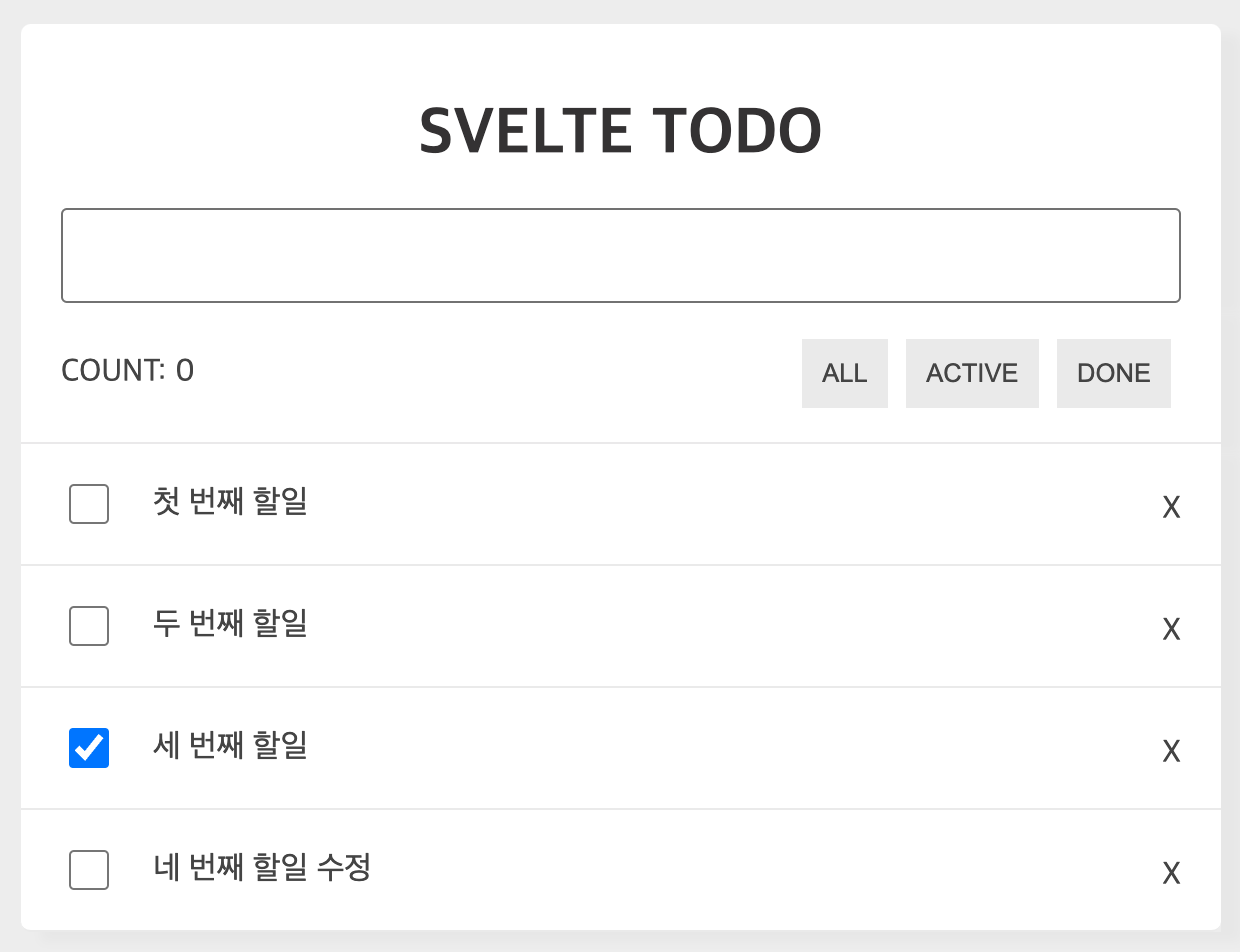 SVELTE TODO
COUNT: 0 ALL ACTIVE DONE
첫 번째 할일 X
두 번째 할일 X
세 번째 할일 X
네 번째 할일 수정 X